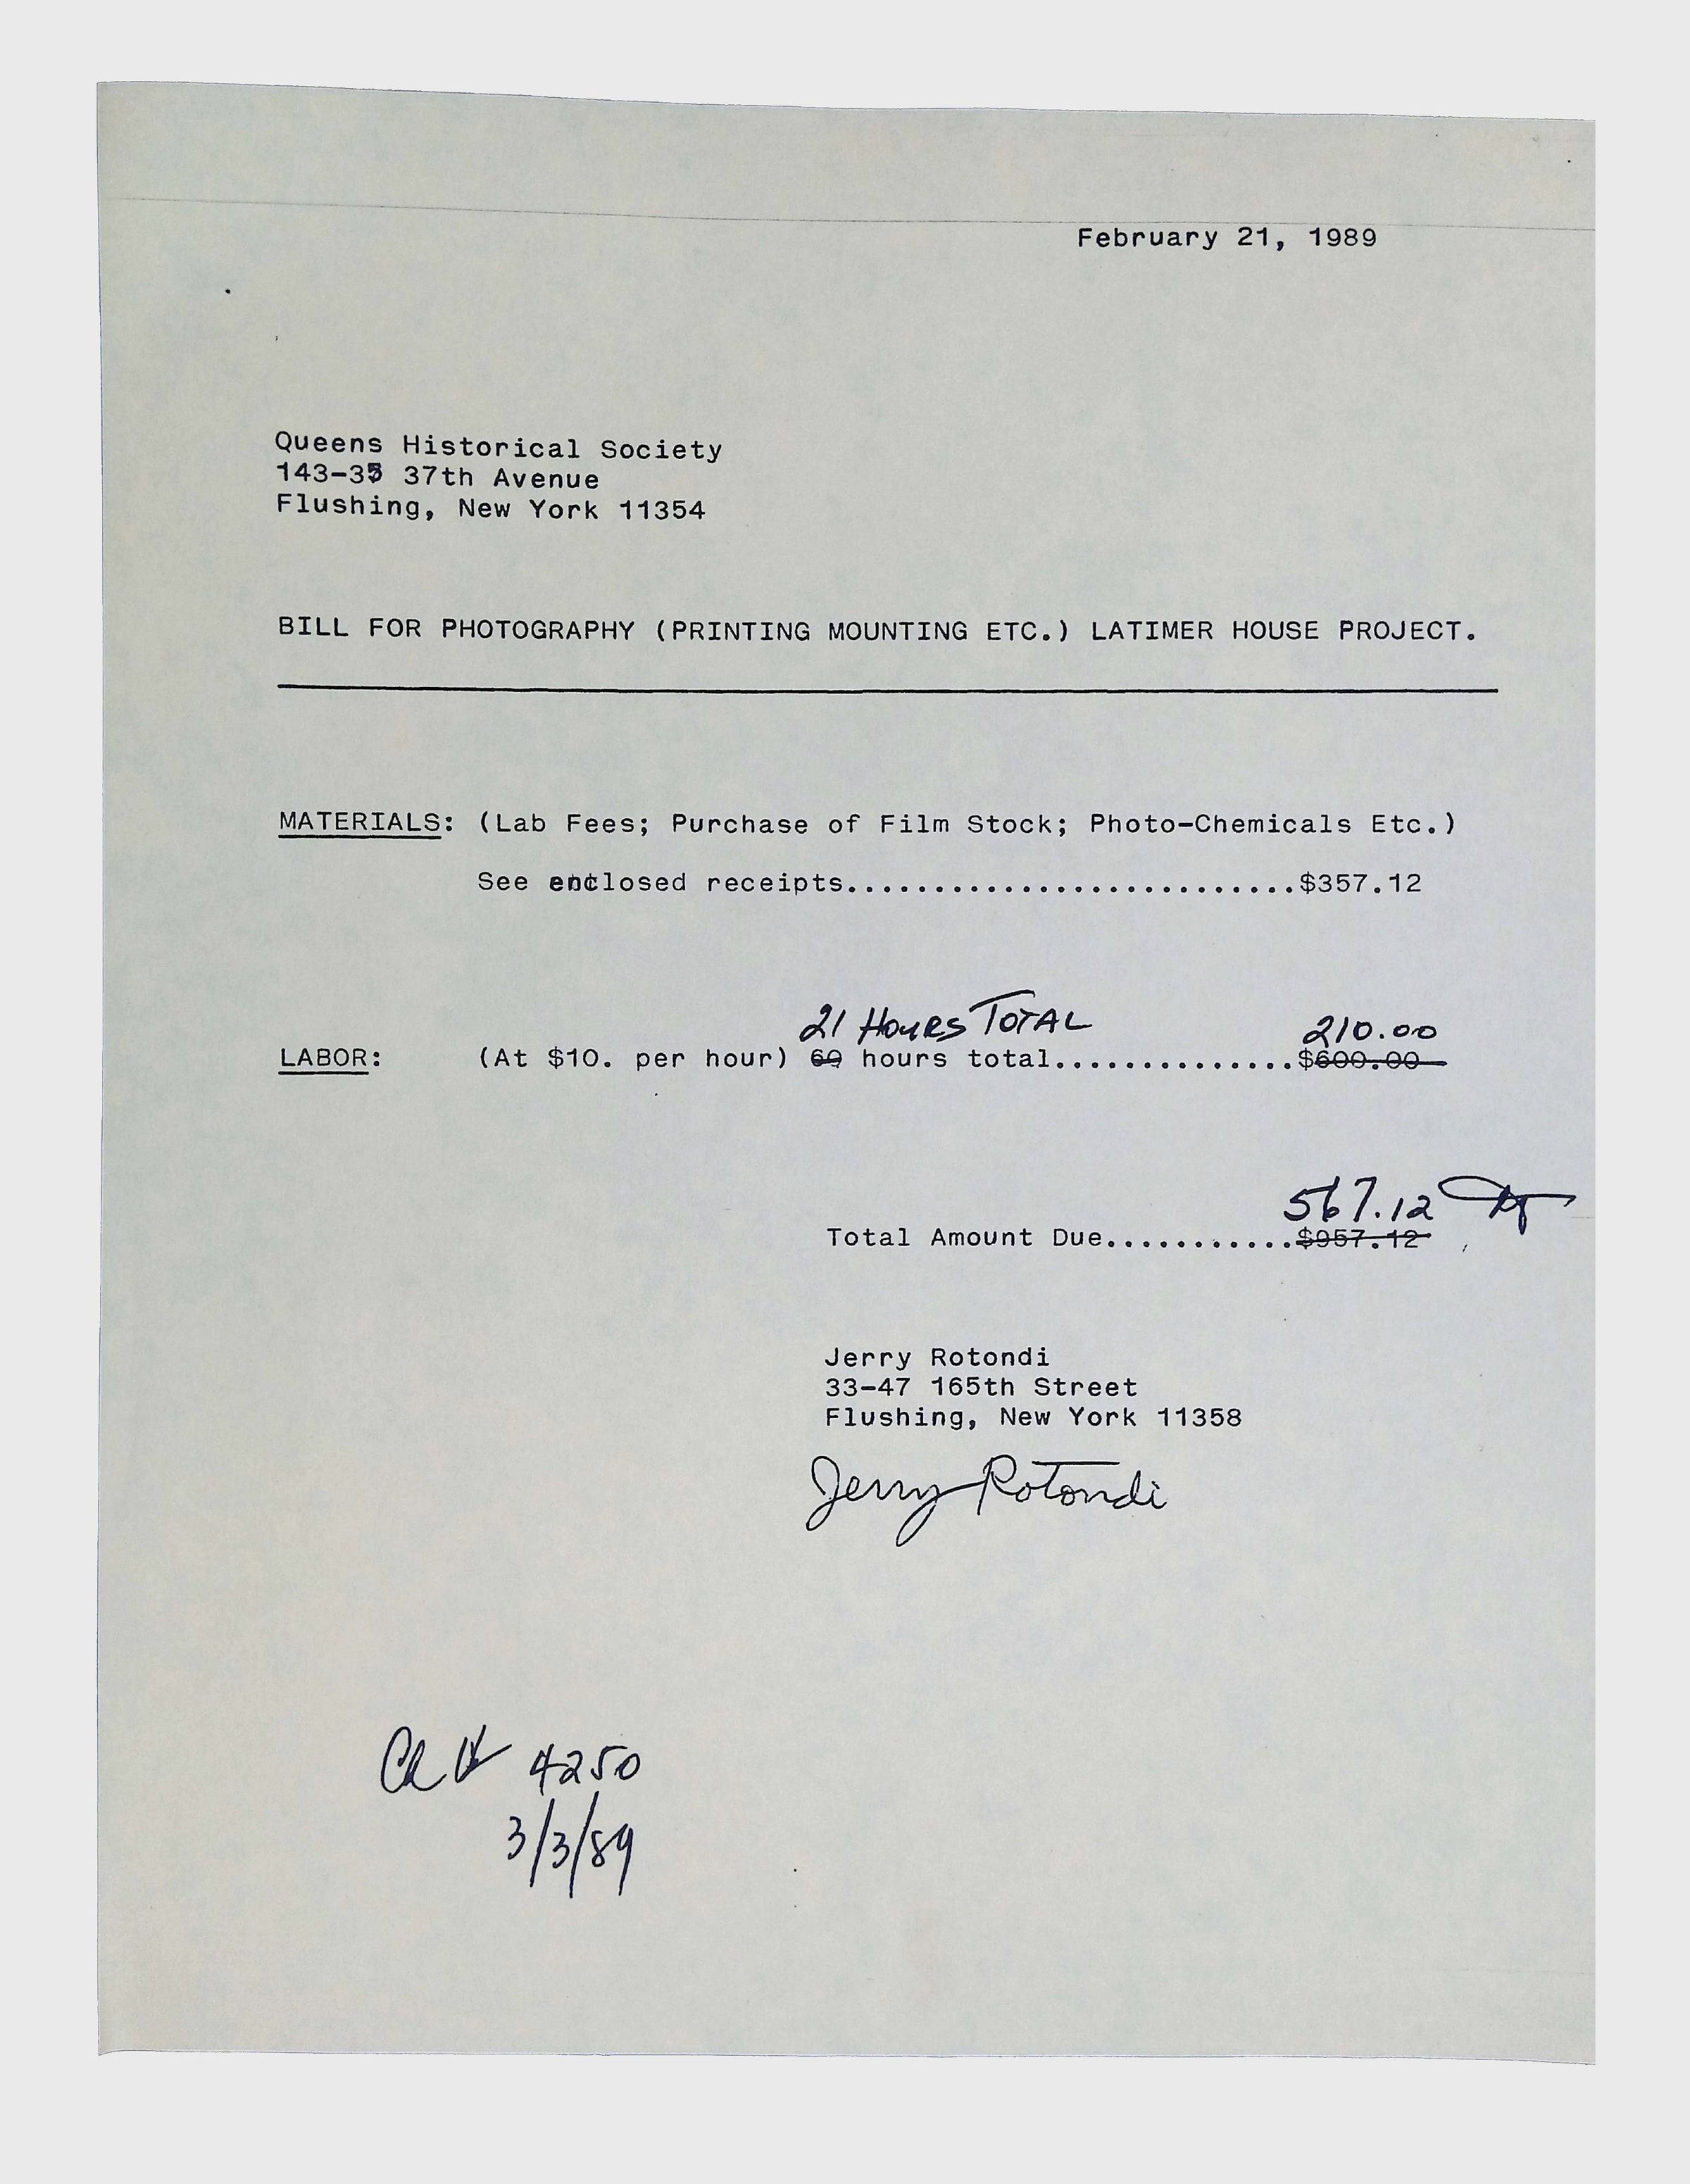 February 21, 1989
Queens Historical Society
143-35 37th Avenue
Flushing, New York 11354
BILL FOR PHOTOGRAPHY (PRINTING MOUNTING ETC.) LATIMER HOUSE PROJECT.
MATERIALS: (Lab Fees; Purchase of Film Stock; Photo-Chemicals Etc.)
See enclosed receipts..........................$357.12
21 HOURS TOTAL 210.00
LABOR: (At $10. per hour) 60 hours total..............$600.00
567.12
Total Amount Due...........$957.12
Jerry Rotondi
33-47 165th Street
Flushing, New York 11358
Jerry Rotondi
4250
3/3/89